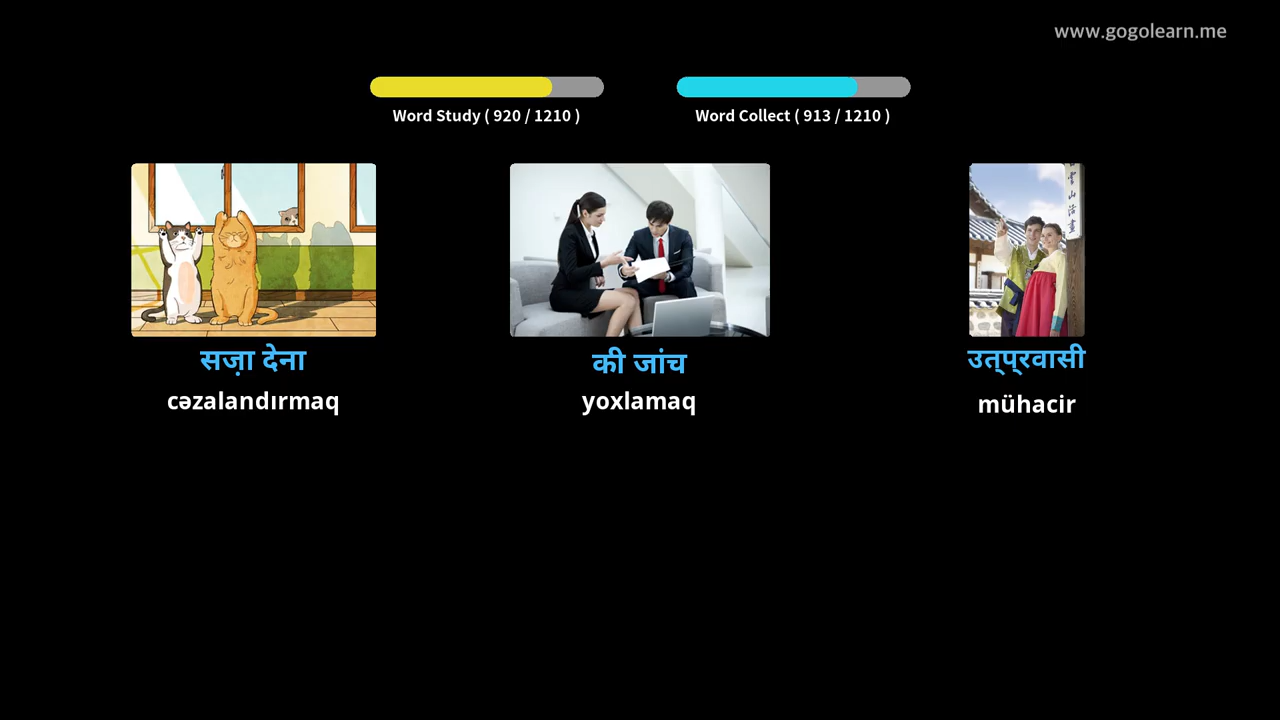 www.gogolearn.me
Word Study ( 920 / 1210 )
Word Collect ( 913 / 1210 )
सज़ा देना
की जांच
उत्प्रवासी
cəzalandırmaq
yoxlamaq
mühacir